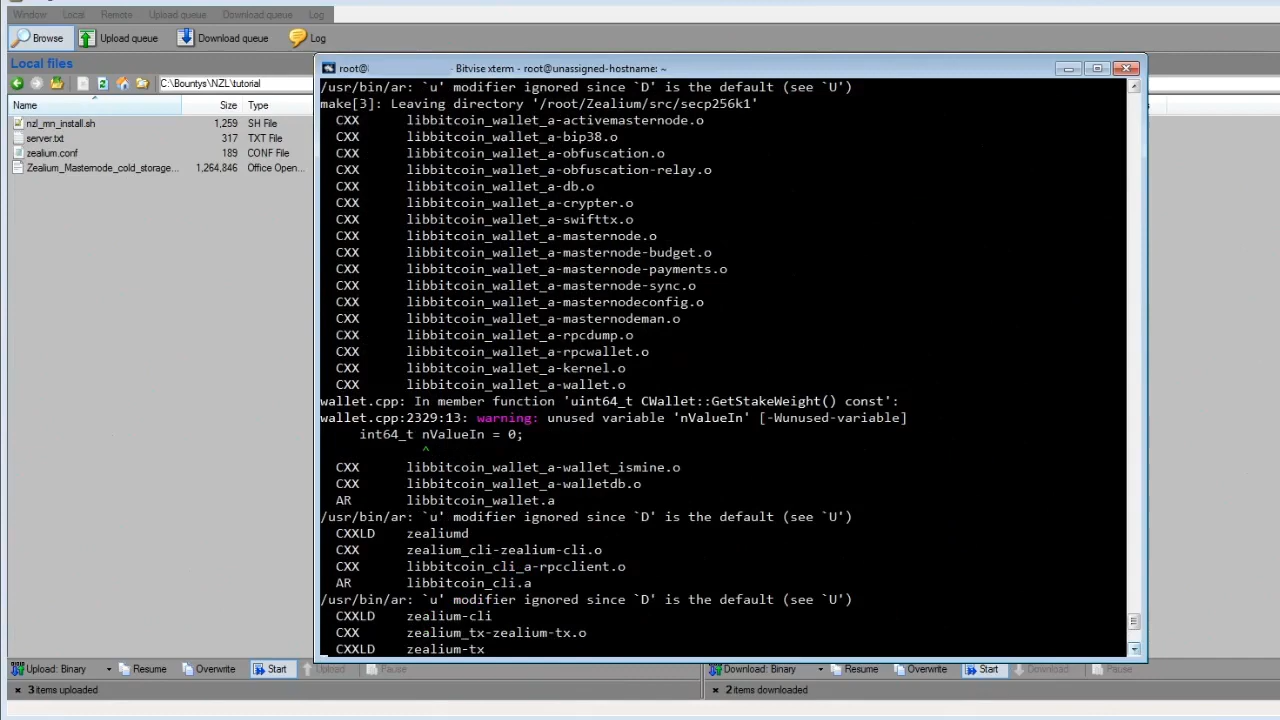 Window Local Remote Upload queue Download queue Log
Browse Upload queue Download queue Log
Local files
C:\Bountys\NZL\tutorial
Name Size Type
nzl_mn_install.sh 1,259 SH File
server.txt 317 TXT File
zealium.conf 189 CONF File
Zealium_Masternode_cold_storage... 1,264,846 Office Open...
root@ - Bitvise xterm - root@unassigned-hostname: ~
/usr/bin/ar: `u' modifier ignored since `D' is the default (see `U')
make[3]: Leaving directory '/root/Zealium/src/secp256k1'
CXX libbitcoin_wallet_a-activemasternode.o
CXX libbitcoin_wallet_a-bip38.o
CXX libbitcoin_wallet_a-obfuscation.o
CXX libbitcoin_wallet_a-obfuscation-relay.o
CXX libbitcoin_wallet_a-db.o
CXX libbitcoin_wallet_a-crypter.o
CXX libbitcoin_wallet_a-swifttx.o
CXX libbitcoin_wallet_a-masternode.o
CXX libbitcoin_wallet_a-masternode-budget.o
CXX libbitcoin_wallet_a-masternode-payments.o
CXX libbitcoin_wallet_a-masternode-sync.o
CXX libbitcoin_wallet_a-masternodeconfig.o
CXX libbitcoin_wallet_a-masternodeman.o
CXX libbitcoin_wallet_a-rpcdump.o
CXX libbitcoin_wallet_a-rpcwallet.o
CXX libbitcoin_wallet_a-kernel.o
CXX libbitcoin_wallet_a-wallet.o
wallet.cpp: In member function 'uint64_t CWallet::GetStakeWeight() const':
wallet.cpp:2329:13: warning: unused variable 'nValueIn' [-Wunused-variable]
int64_t nValueIn = 0;
^
CXX libbitcoin_wallet_a-wallet_ismine.o
CXX libbitcoin_wallet_a-walletdb.o
AR libbitcoin_wallet.a
/usr/bin/ar: `u' modifier ignored since `D' is the default (see `U')
CXXLD zealiumd
CXX zealium_cli-zealium-cli.o
CXX libbitcoin_cli_a-rpcclient.o
AR libbitcoin_cli.a
/usr/bin/ar: `u' modifier ignored since `D' is the default (see `U')
CXXLD zealium-cli
CXX zealium_tx-zealium-tx.o
CXXLD zealium-tx
Upload: Binary Resume Overwrite Start Upload Pause
Download: Binary Resume Overwrite Start Download Pause
3 items uploaded
2 items downloaded